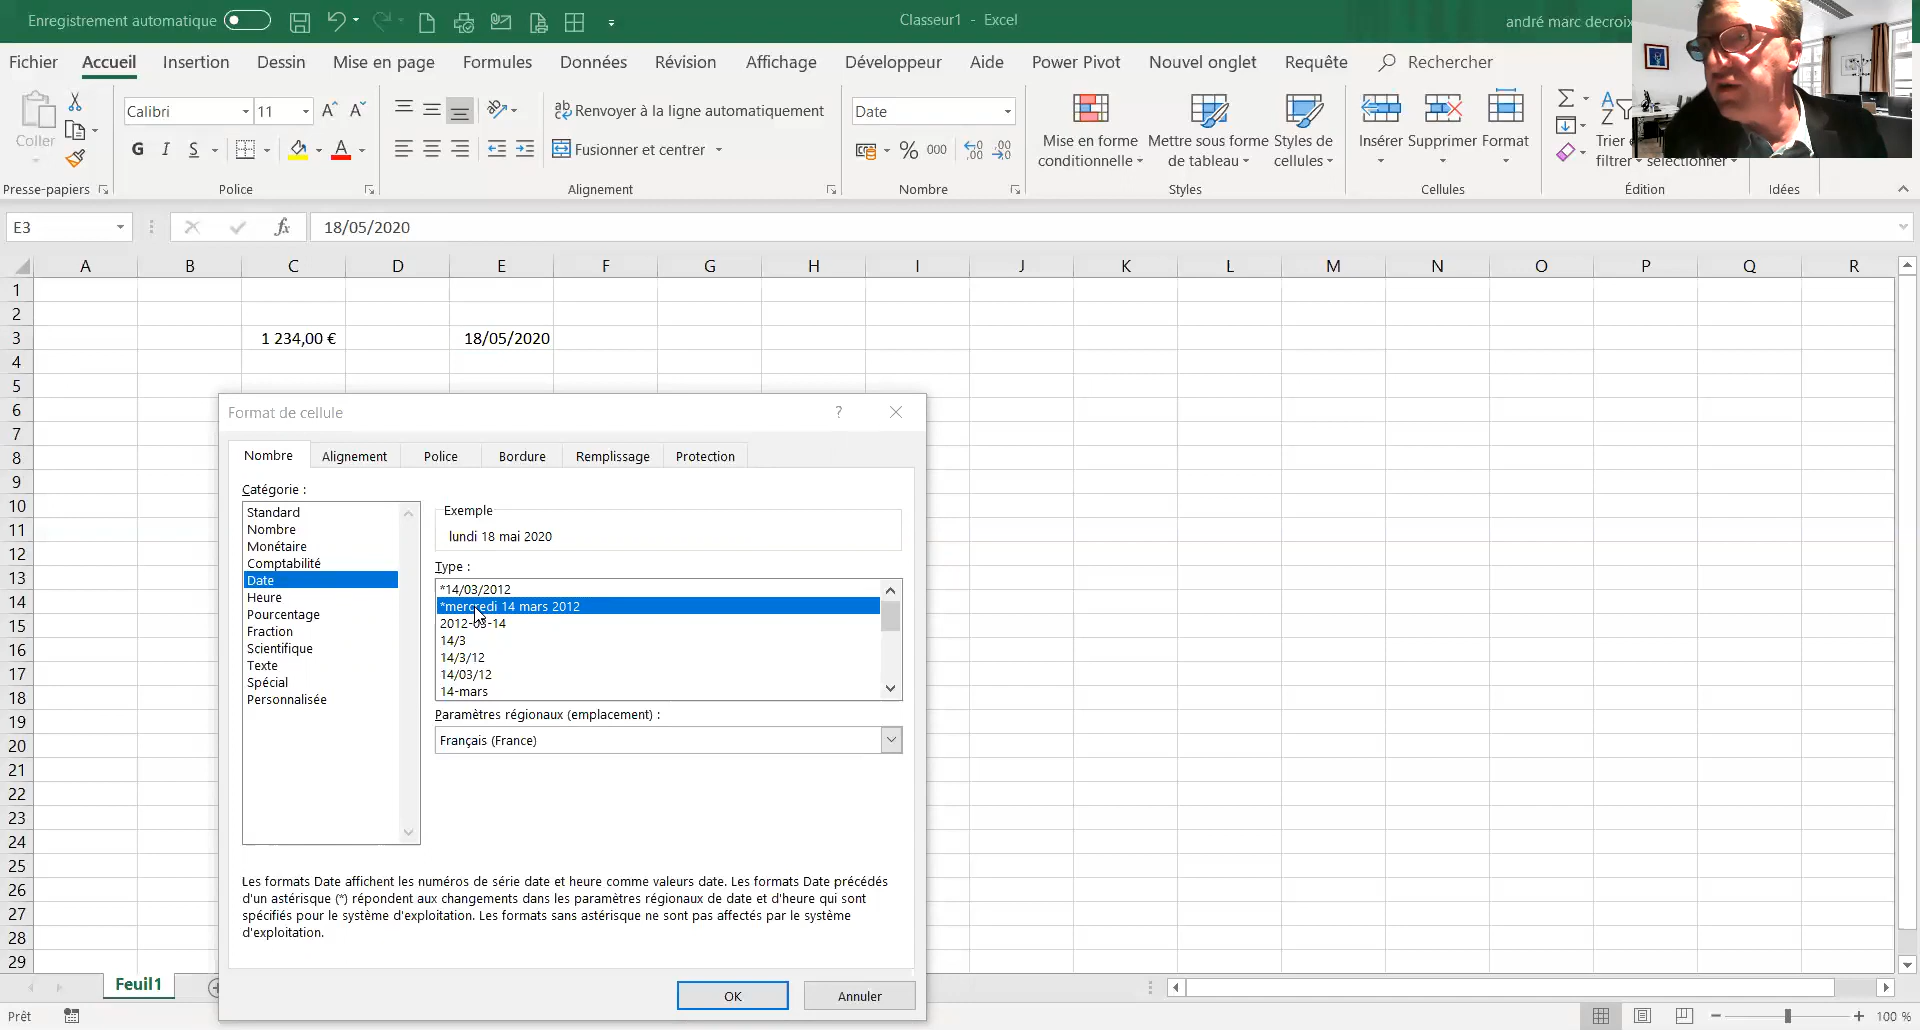 Enregistrement automatique
Classeur1 - Excel
andré marc decroix
Fichier Accueil Insertion Dessin Mise en page Formules Données Révision Affichage Développeur Aide Power Pivot Nouvel onglet Requête Rechercher
Coller
Presse-papiers
Calibri 11
G I S
Police
Renvoyer à la ligne automatiquement
Fusionner et centrer
Alignement
Date
% 000
Nombre
Mise en forme conditionnelle
Mettre sous forme de tableau
Styles de cellules
Styles
Insérer Supprimer Format
Cellules
Trier
filtrer sélectionner
Édition
Idées
E3 fx 18/05/2020
A B C D E F G H I J K L M N O P Q R
1
2
3 1 234,00 € 18/05/2020
4
5
6
7
8
9
10
11
12
13
14
15
16
17
18
19
20
21
22
23
24
25
26
27
28
29
Format de cellule ?
Nombre Alignement Police Bordure Remplissage Protection
Catégorie :
Standard
Nombre
Monétaire
Comptabilité
Date
Heure
Pourcentage
Fraction
Scientifique
Texte
Spécial
Personnalisée
Exemple
lundi 18 mai 2020
Type :
*14/03/2012
*mercredi 14 mars 2012
2012-03-14
14/3
14/3/12
14/03/12
14-mars
Paramètres régionaux (emplacement) :
Français (France)
Les formats Date affichent les numéros de série date et heure comme valeurs date. Les formats Date précédés
d'un astérisque (*) répondent aux changements dans les paramètres régionaux de date et d'heure qui sont
spécifiés pour le système d'exploitation. Les formats sans astérisque ne sont pas affectés par le système
d'exploitation.
OK Annuler
Feuil1
Prêt
100 %